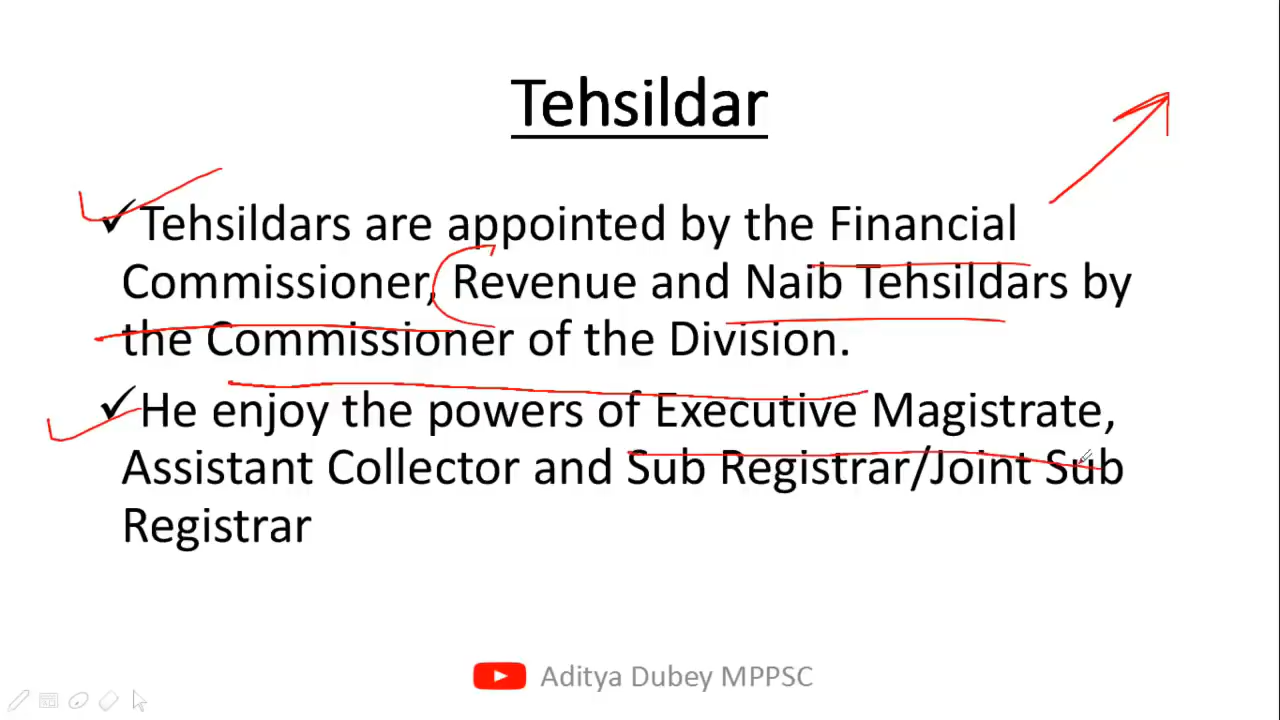 Tehsildar
✓Tehsildars are appointed by the Financial
Commissioner, Revenue and Naib Tehsildars by
the Commissioner of the Division.
✓He enjoy the powers of Executive Magistrate,
Assistant Collector and Sub Registrar/Joint Sub
Registrar
Aditya Dubey MPPSC